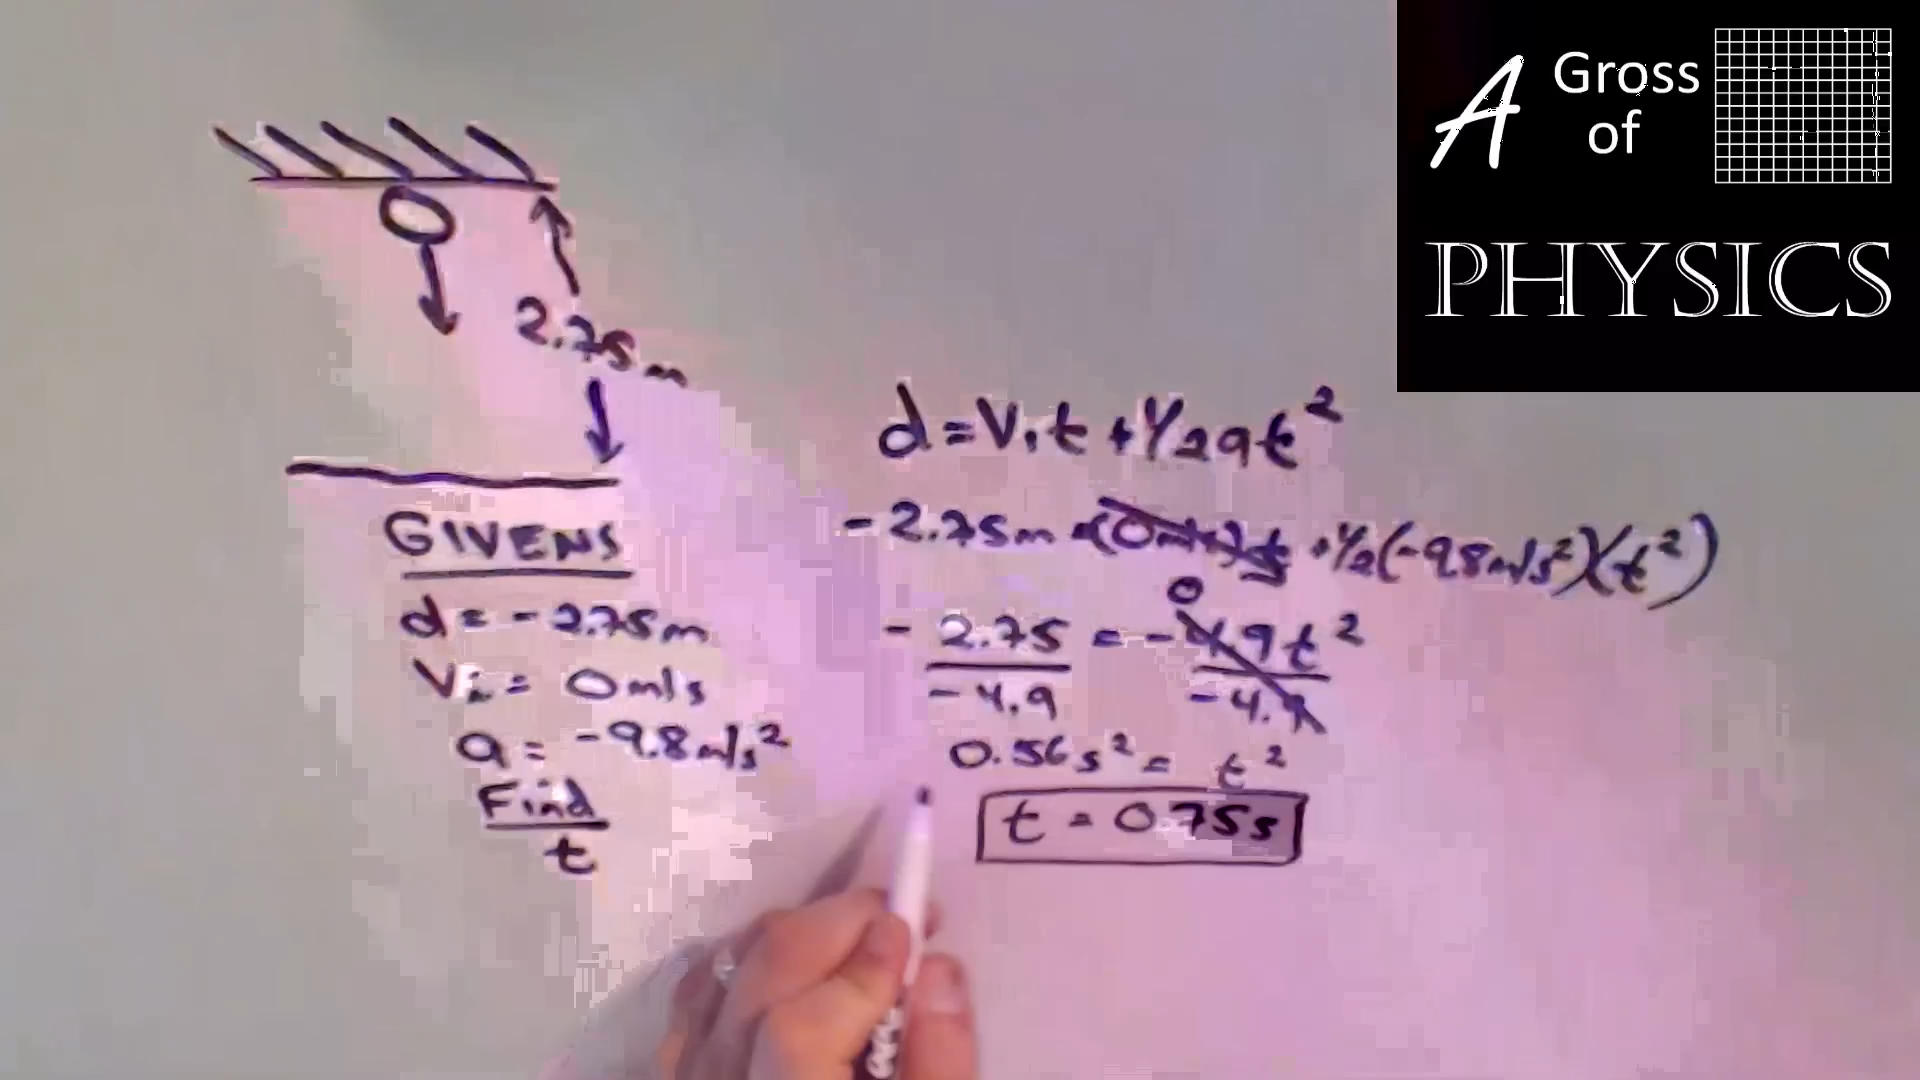 A Gross
of
PHYSICS
2.75m
GIVENS
d = -2.75m
Vi = 0m/s
a = -9.8m/s²
Find
t
d = Vit + 1/2at²
-2.75m = (0m/s)t + 1/2(-9.8m/s²)(t²)
0
-2.75 = -4.9t²
-4.9 -4.9
0.56s² = t²
t = 0.75s